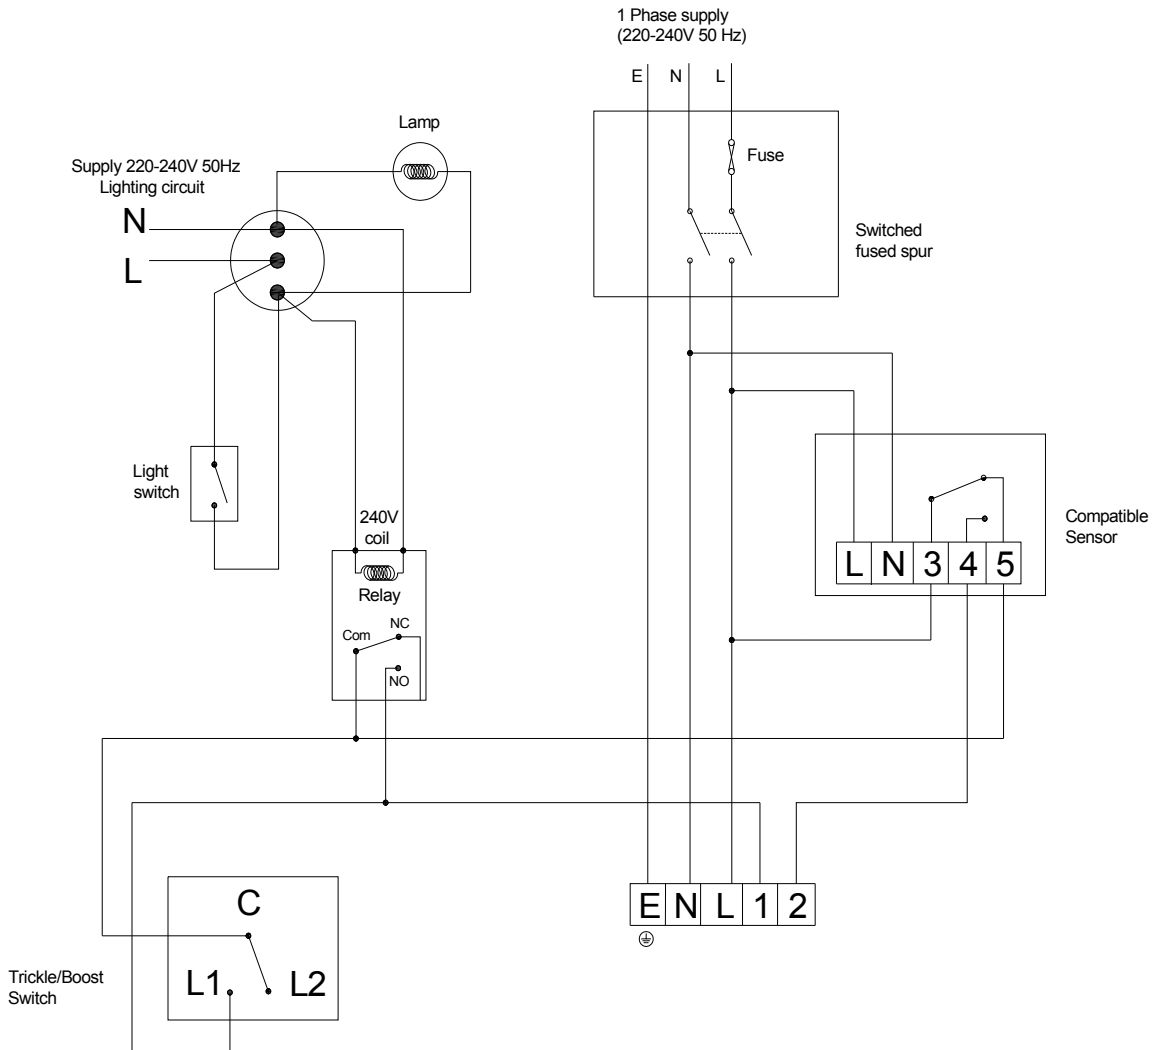 1 Phase supply
(220-240V 50 Hz)
E N L
Fuse
Switched
fused spur
Lamp
Supply 220-240V 50Hz
Lighting circuit
N
L
Light
switch
240V
coil
Relay
Com
NC
NO
Compatible
Sensor
L N 3 4 5
E N L 1 2
C
L1 L2
Trickle/Boost
Switch